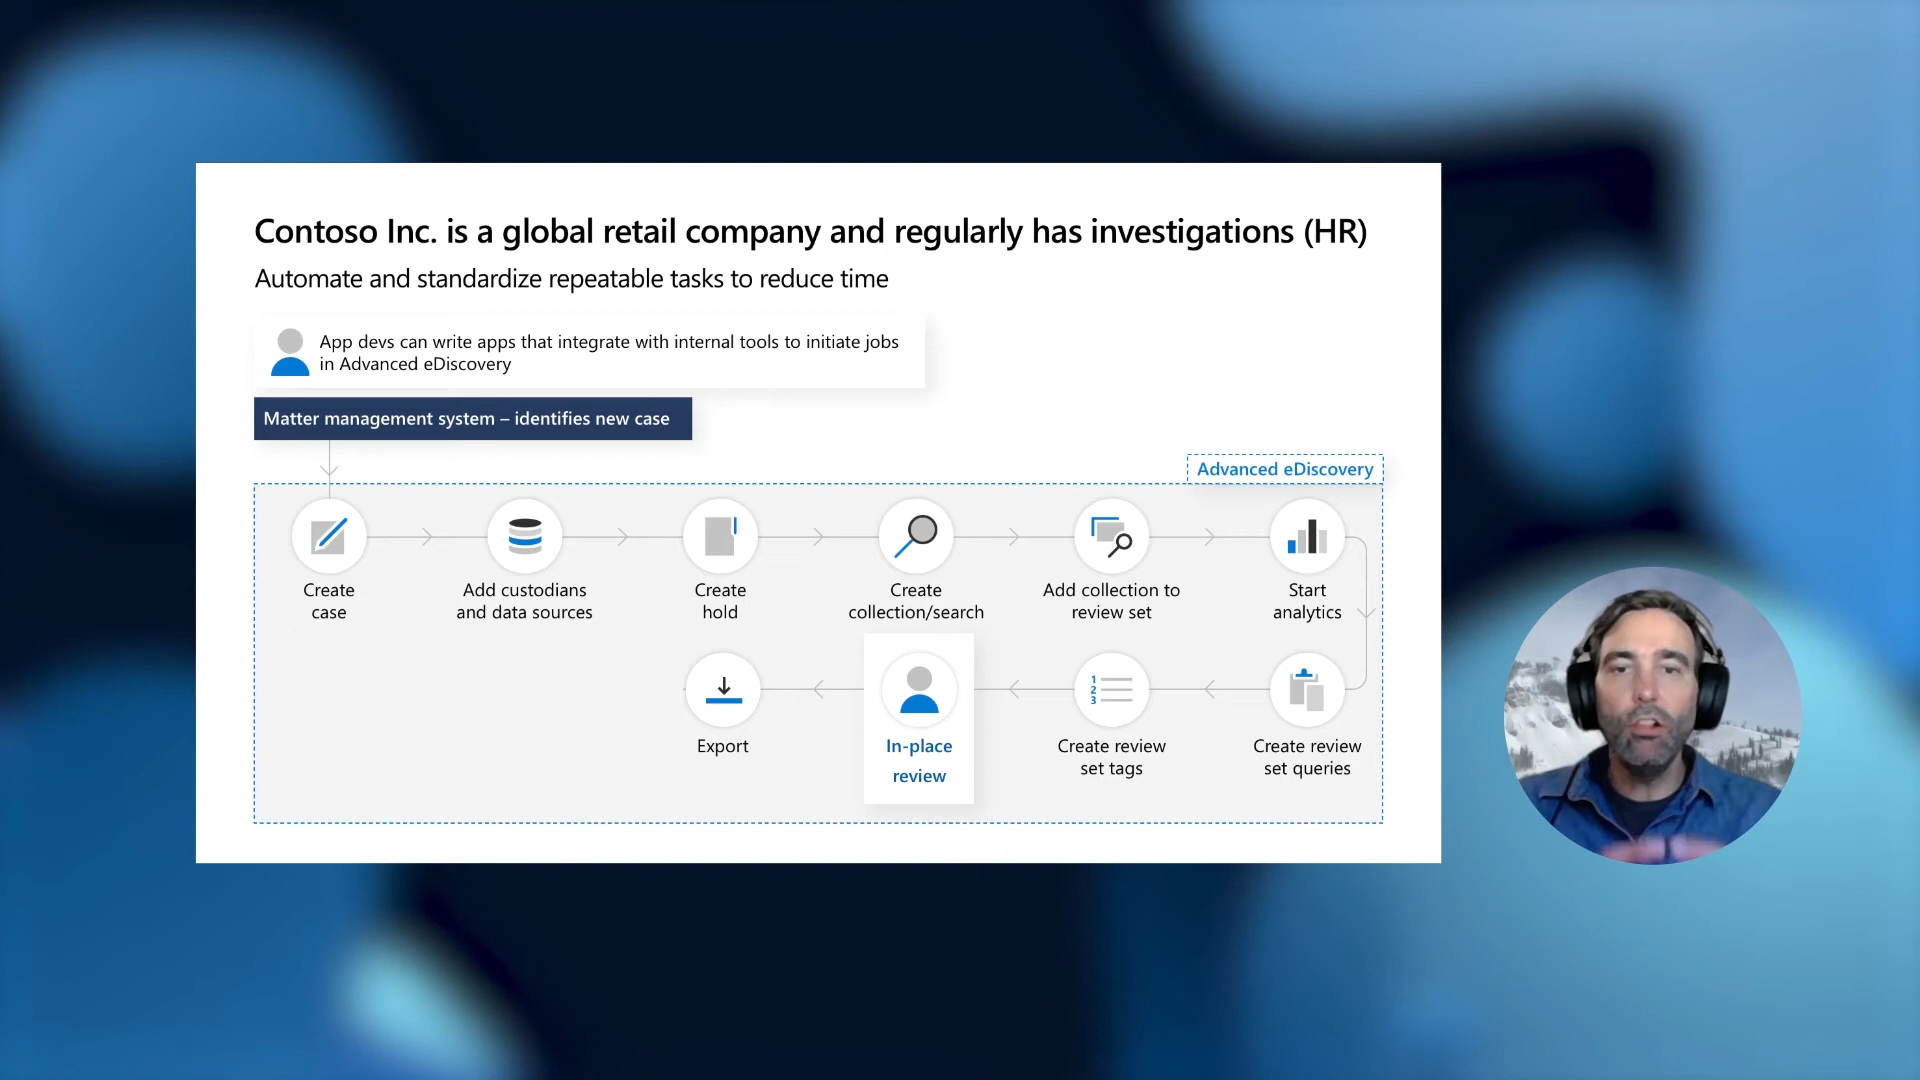 Contoso Inc. is a global retail company and regularly has investigations (HR)
Automate and standardize repeatable tasks to reduce time
App devs can write apps that integrate with internal tools to initiate jobs
in Advanced eDiscovery
Matter management system – identifies new case
Advanced eDiscovery
Create
case
Add custodians
and data sources
Create
hold
Create
collection/search
Add collection to
review set
Start
analytics
Create review
set queries
1
2
3
Create review
set tags
In-place
review
Export